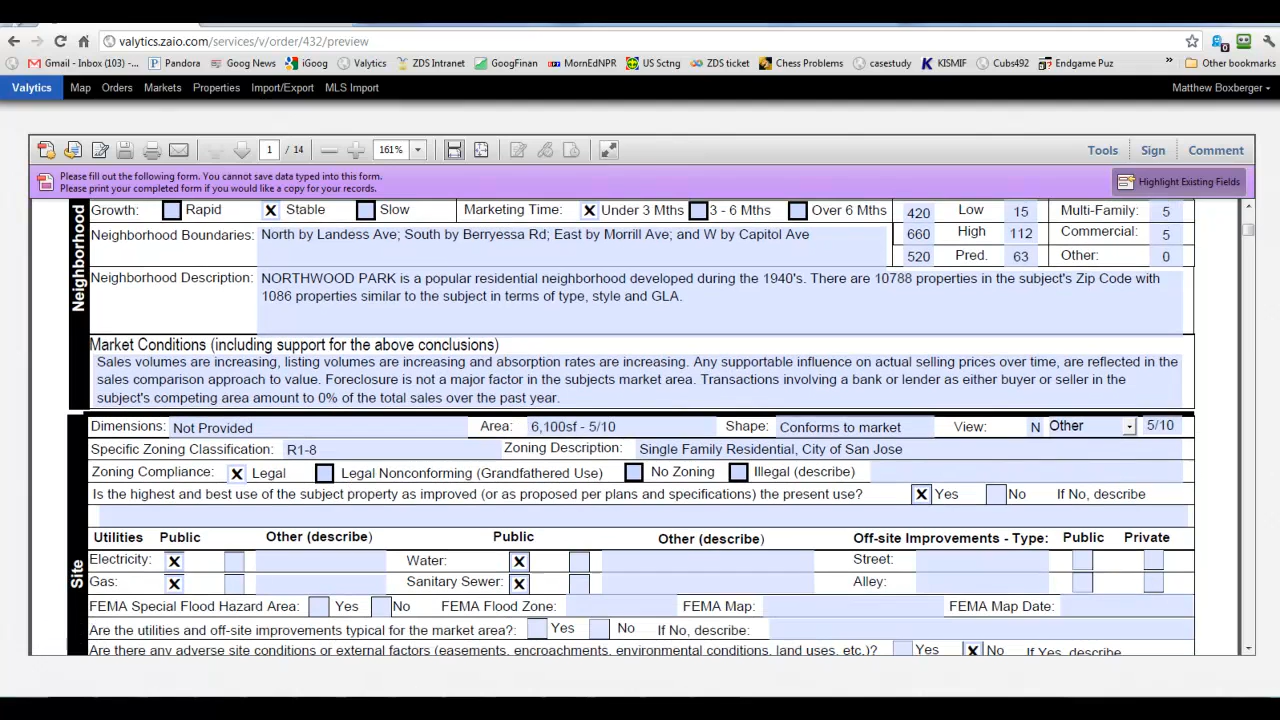 valytics.zaio.com/services/v/order/432/preview
Gmail - Inbox (103) -... Pandora Goog News iGoog Valytics ZDS Intranet GoogFinan MornEdNPR US Sctng ZDS ticket Chess Problems casestudy KISMIF Cubs492 Endgame Puz » Other bookmarks
Valytics Map Orders Markets Properties Import/Export MLS Import Matthew Boxberger
1 / 14 161% Tools Sign Comment
Please fill out the following form. You cannot save data typed into this form.
Please print your completed form if you would like a copy for your records.
Highlight Existing Fields
Neighborhood
Growth: Rapid X Stable Slow Marketing Time: X Under 3 Mths 3 - 6 Mths Over 6 Mths 420 Low 15 Multi-Family: 5
Neighborhood Boundaries: North by Landess Ave; South by Berryessa Rd; East by Morrill Ave; and W by Capitol Ave 660 High 112 Commercial: 5
520 Pred. 63 Other: 0
Neighborhood Description: NORTHWOOD PARK is a popular residential neighborhood developed during the 1940's. There are 10788 properties in the subject's Zip Code with
1086 properties similar to the subject in terms of type, style and GLA.
Market Conditions (including support for the above conclusions)
Sales volumes are increasing, listing volumes are increasing and absorption rates are increasing. Any supportable influence on actual selling prices over time, are reflected in the
sales comparison approach to value. Foreclosure is not a major factor in the subjects market area. Transactions involving a bank or lender as either buyer or seller in the
subject's competing area amount to 0% of the total sales over the past year.
Site
Dimensions: Not Provided Area: 6,100sf - 5/10 Shape: Conforms to market View: N Other 5/10
Specific Zoning Classification: R1-8 Zoning Description: Single Family Residential, City of San Jose
Zoning Compliance: X Legal Legal Nonconforming (Grandfathered Use) No Zoning Illegal (describe)
Is the highest and best use of the subject property as improved (or as proposed per plans and specifications) the present use? X Yes No If No, describe
Utilities Public Other (describe) Public Other (describe) Off-site Improvements - Type: Public Private
Electricity: X Water: X Street:
Gas: X Sanitary Sewer: X Alley:
FEMA Special Flood Hazard Area: Yes No FEMA Flood Zone: FEMA Map: FEMA Map Date:
Are the utilities and off-site improvements typical for the market area?: Yes No If No, describe:
Are there any adverse site conditions or external factors (easements, encroachments, environmental conditions, land uses, etc.)? Yes X No If Yes, describe